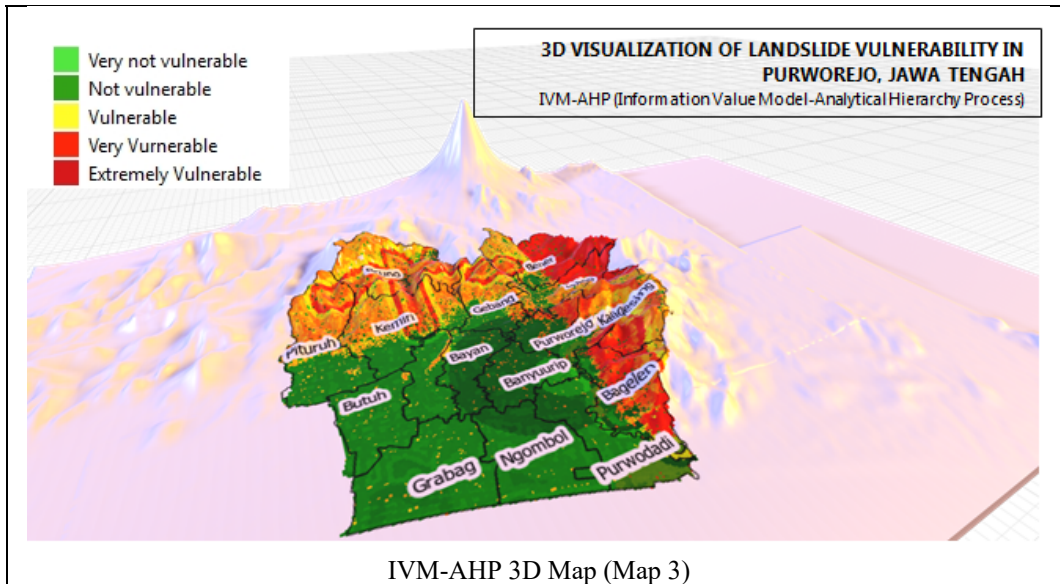 Very not vulnerable
Not vulnerable
Vulnerable
Very Vurnerable
Extremely Vulnerable
3D VISUALIZATION OF LANDSLIDE VULNERABILITY IN
PURWOREJO, JAWA TENGAH
IVM-AHP (Information Value Model-Analytical Hierarchy Process)
Bener
Gebang
Kemiri
Kaligesing
Purworejo
Pituruh
Bayan
Banyuurip
Bagelen
Butuh
Ngombol
Purwodadi
Grabag
IVM-AHP 3D Map (Map 3)